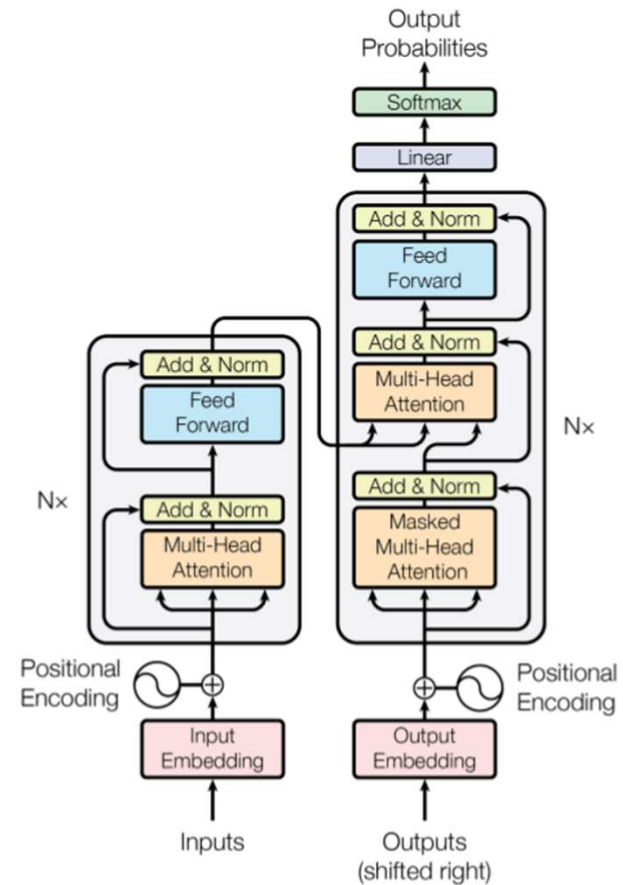 Output
Probabilities
Softmax
Linear
Add & Norm
Feed
Forward
Add & Norm
Multi-Head
Attention
Add & Norm
Masked
Multi-Head
Attention
N×
Add & Norm
Feed
Forward
Add & Norm
Multi-Head
Attention
N×
Positional
Encoding
Positional
Encoding
Input
Embedding
Output
Embedding
Inputs
Outputs
(shifted right)